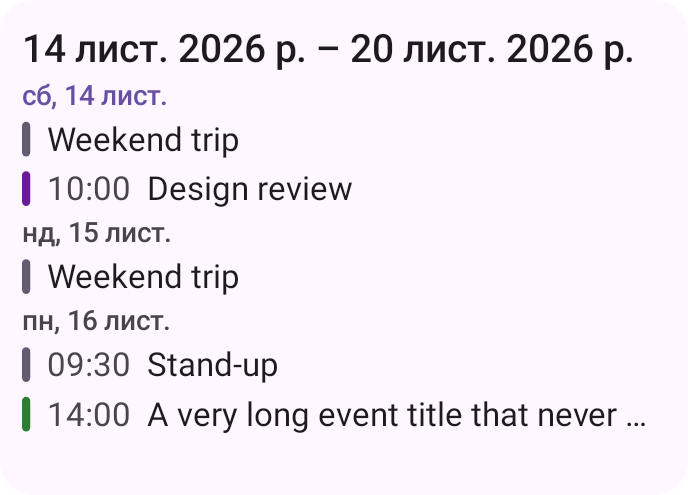 14 лист. 2026 р. – 20 лист. 2026 р.
сб, 14 лист.
Weekend trip
10:00 Design review
нд, 15 лист.
Weekend trip
пн, 16 лист.
09:30 Stand-up
14:00 A very long event title that never ...